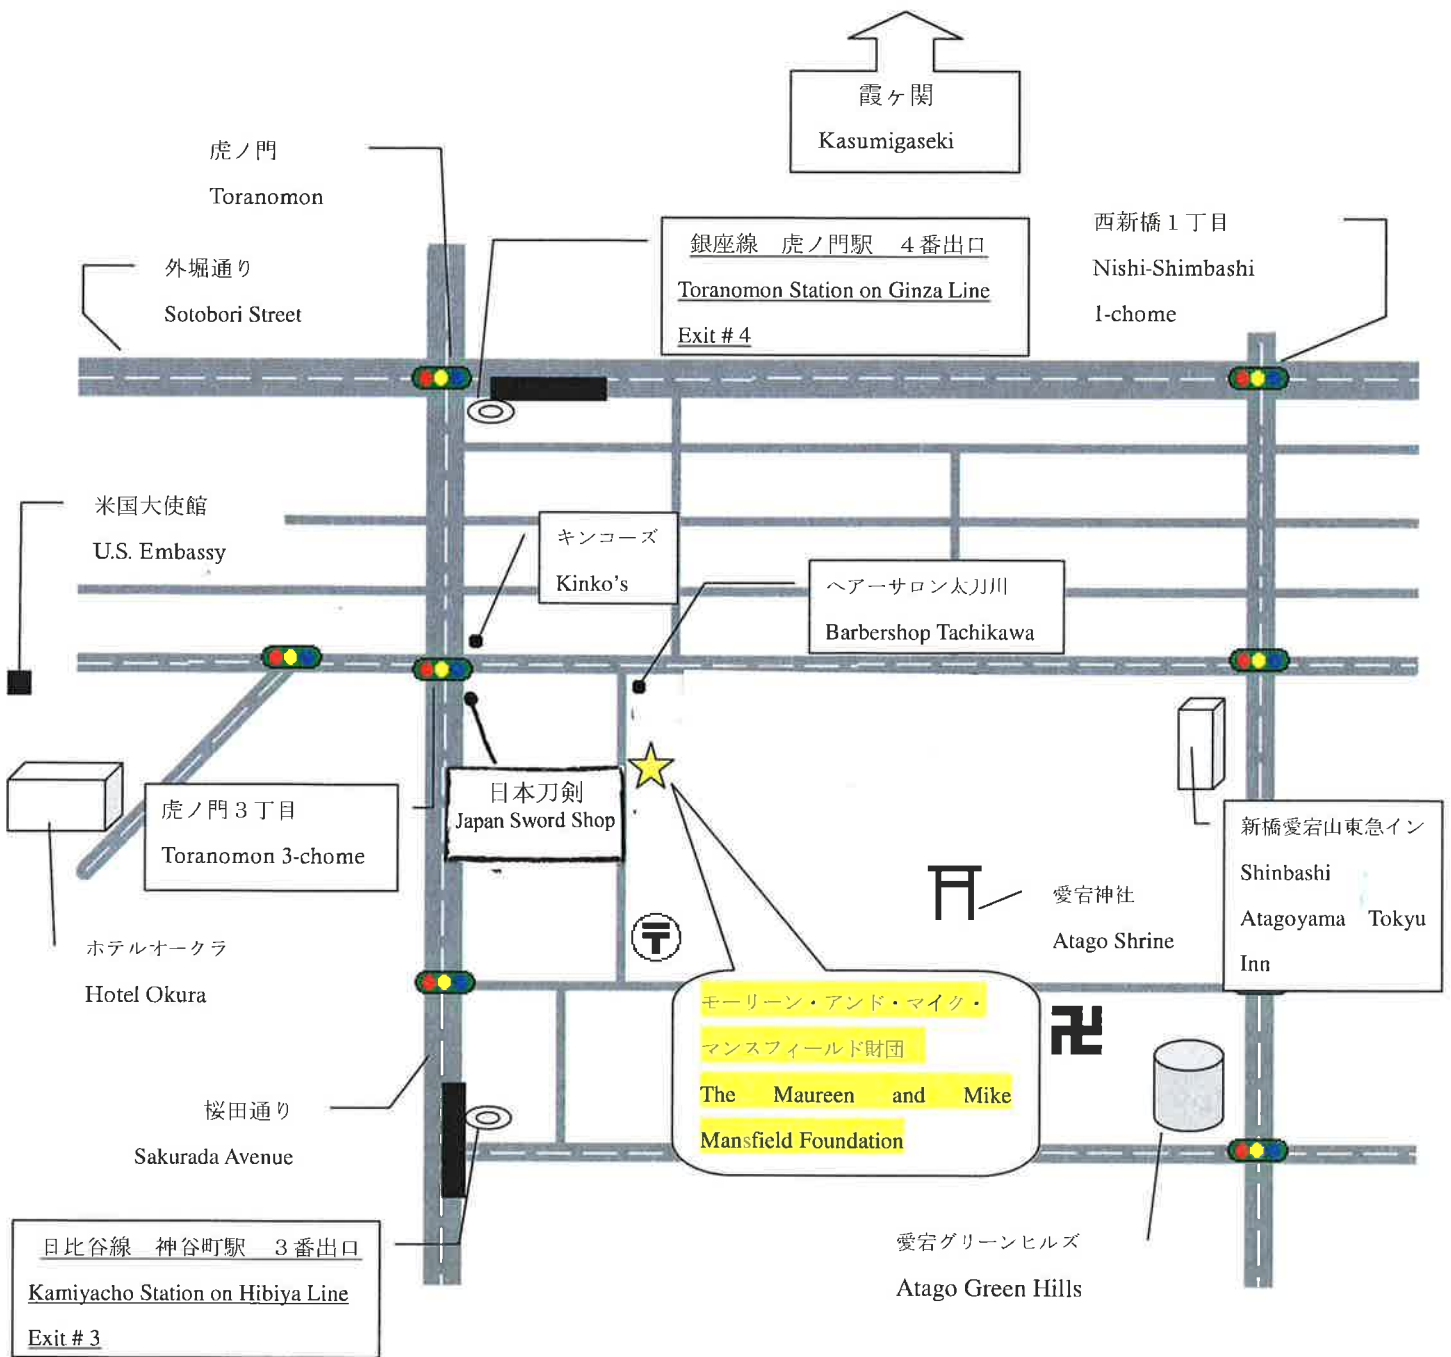 霞ヶ関
Kasumigaseki
虎ノ門
Toranomon
外堀通り
Sotobori Street
銀座線　虎ノ門駅　４番出口
Toranomon Station on Ginza Line
Exit # 4
西新橋１丁目
Nishi-Shimbashi
1-chome
米国大使館
U.S. Embassy
キンコーズ
Kinko's
ヘアーサロン太刀川
Barbershop Tachikawa
日本刀剣
Japan Sword Shop
虎ノ門３丁目
Toranomon 3-chome
新橋愛宕山東急イン
Shinbashi
Atagoyama Tokyu
Inn
愛宕神社
Atago Shrine
ホテルオークラ
Hotel Okura
〒
卍
モーリーン・アンド・マイク・
マンスフィールド財団
The Maureen and Mike
Mansfield Foundation
桜田通り
Sakurada Avenue
日比谷線　神谷町駅　３番出口
Kamiyacho Station on Hibiya Line
Exit # 3
愛宕グリーンヒルズ
Atago Green Hills